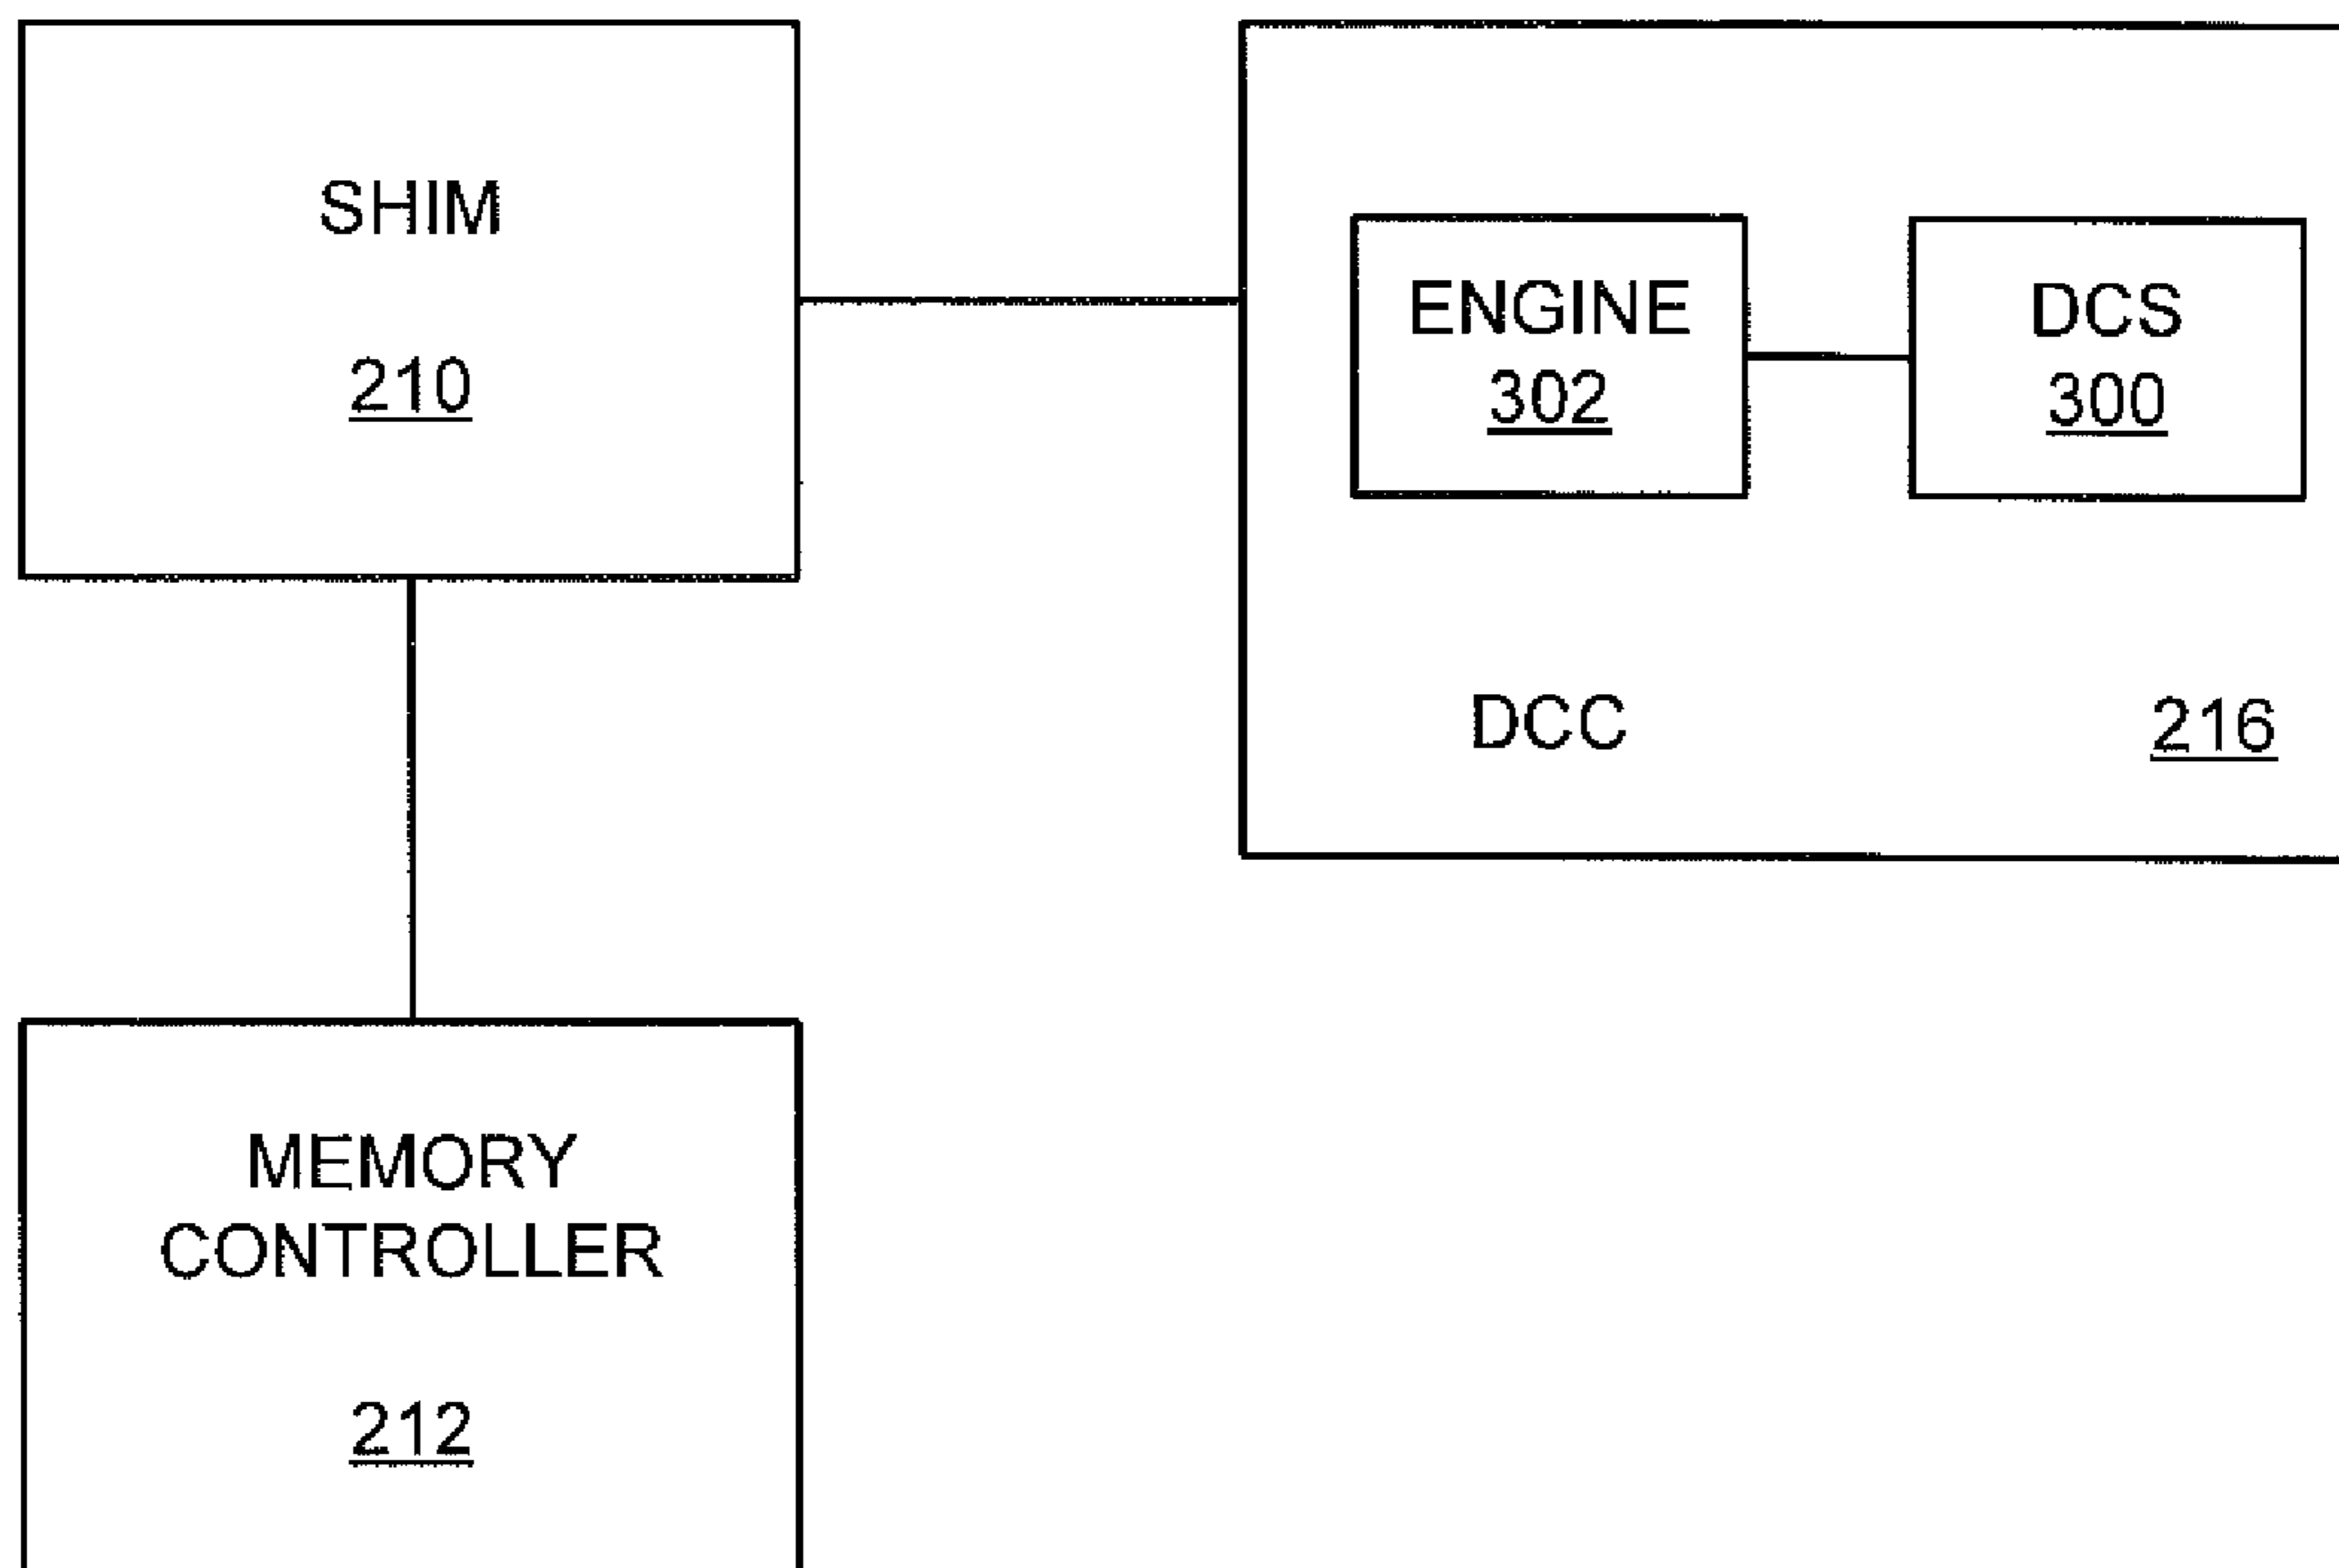 SHIM
210
ENGINE
302
DCS
300
DCC
216
MEMORY
CONTROLLER
212